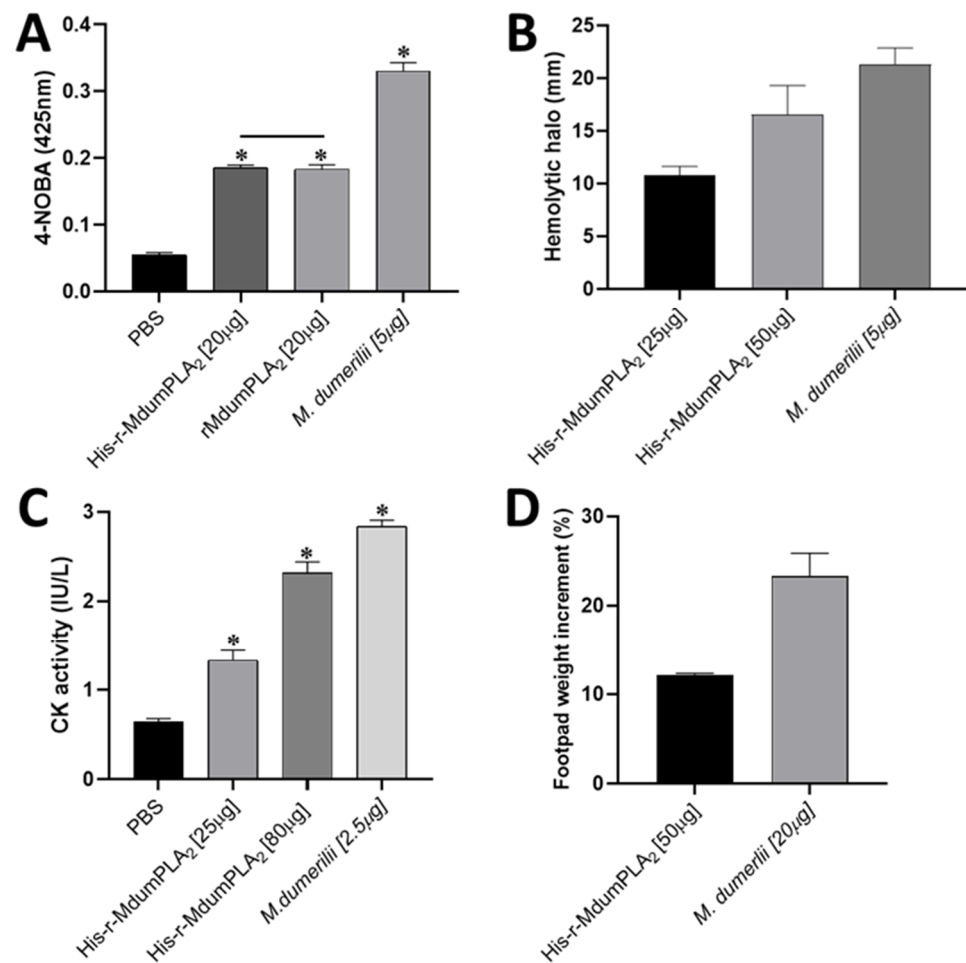 A
4-NOBA (425nm)
0.4
0.3
0.2
0.1
0.0
*
*
*
PBS
His-r-MdumPLA₂ [20µg]
rMdumPLA₂ [20µg]
M. dumerilii [5µg]
B
Hemolytic halo (mm)
25
20
15
10
5
0
His-r-MdumPLA₂ [25µg]
His-r-MdumPLA₂ [50µg]
M. dumerilii [5µg]
C
CK activity (IU/L)
3
2
1
0
*
*
*
PBS
His-r-MdumPLA₂ [25µg]
His-r-MdumPLA₂ [80µg]
M.dumerilii [2.5µg]
D
Footpad weight increment (%)
30
20
10
0
His-r-MdumPLA₂ [50µg]
M. dumerilii [20µg]